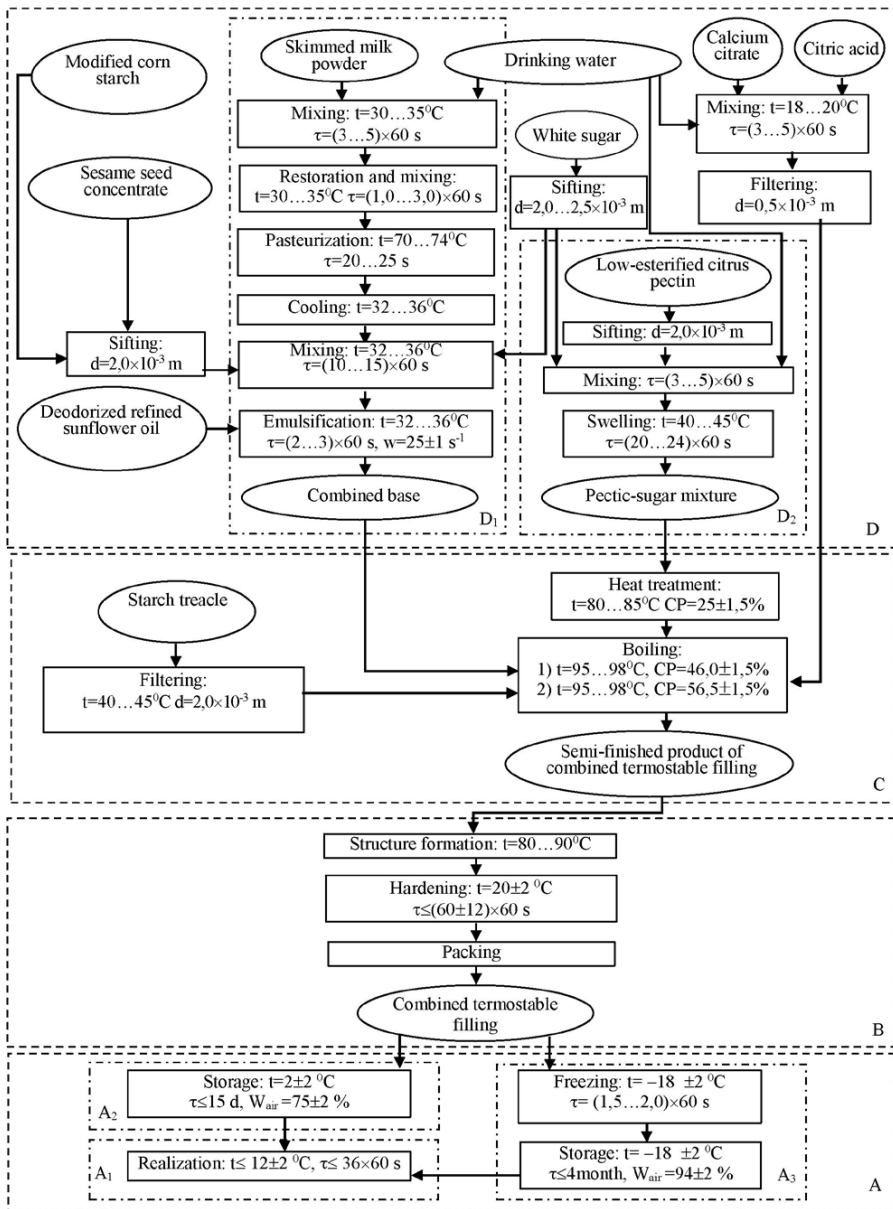 Modified corn
starch
Skimmed milk
powder
Drinking water
Calcium
citrate
Citric acid
Mixing: t=30…35⁰C
τ=(3…5)×60 s
Mixing: t=18…20⁰C
τ=(3…5)×60 s
White sugar
Sesame seed
concentrate
Restoration and mixing:
t=30…35⁰C τ=(1,0…3,0)×60 s
Sifting:
d=2,0…2,5×10⁻³ m
Filtering:
d=0,5×10⁻³ m
Pasteurization: t=70…74⁰C
τ=20…25 s
Low-esterified citrus
pectin
Cooling: t=32…36⁰C
Sifting: d=2,0×10⁻³ m
Sifting:
d=2,0×10⁻³ m
Mixing: t=32…36⁰C
τ=(10…15)×60 s
Mixing: τ=(3…5)×60 s
Deodorized refined
sunflower oil
Emulsification: t=32…36⁰C
τ=(2…3)×60 s, w=25±1 s⁻¹
Swelling: t=40…45⁰C
τ=(20…24)×60 s
Combined base
D₁
Pectic-sugar mixture
D₂
D
Starch treacle
Heat treatment:
t=80…85⁰C CP=25±1,5%
Filtering:
t=40…45⁰C d=2,0×10⁻³ m
Boiling:
1) t=95…98⁰C, CP=46,0±1,5%
2) t=95…98⁰C, CP=56,5±1,5%
Semi-finished product of
combined termostable filling
C
Structure formation: t=80…90⁰C
Hardening: t=20±2 ⁰C
τ≤(60±12)×60 s
Packing
Combined termostable
filling
B
Storage: t=2±2 ⁰C
τ≤15 d, Wair =75±2 %
A₂
Freezing: t= –18 ±2⁰C
τ= (1,5…2,0)×60 s
A₁
Realization: t≤ 12±2 ⁰C, τ≤ 36×60 s
Storage: t= –18 ±2⁰C
τ≤4month, Wair =94±2 %
A₃
A